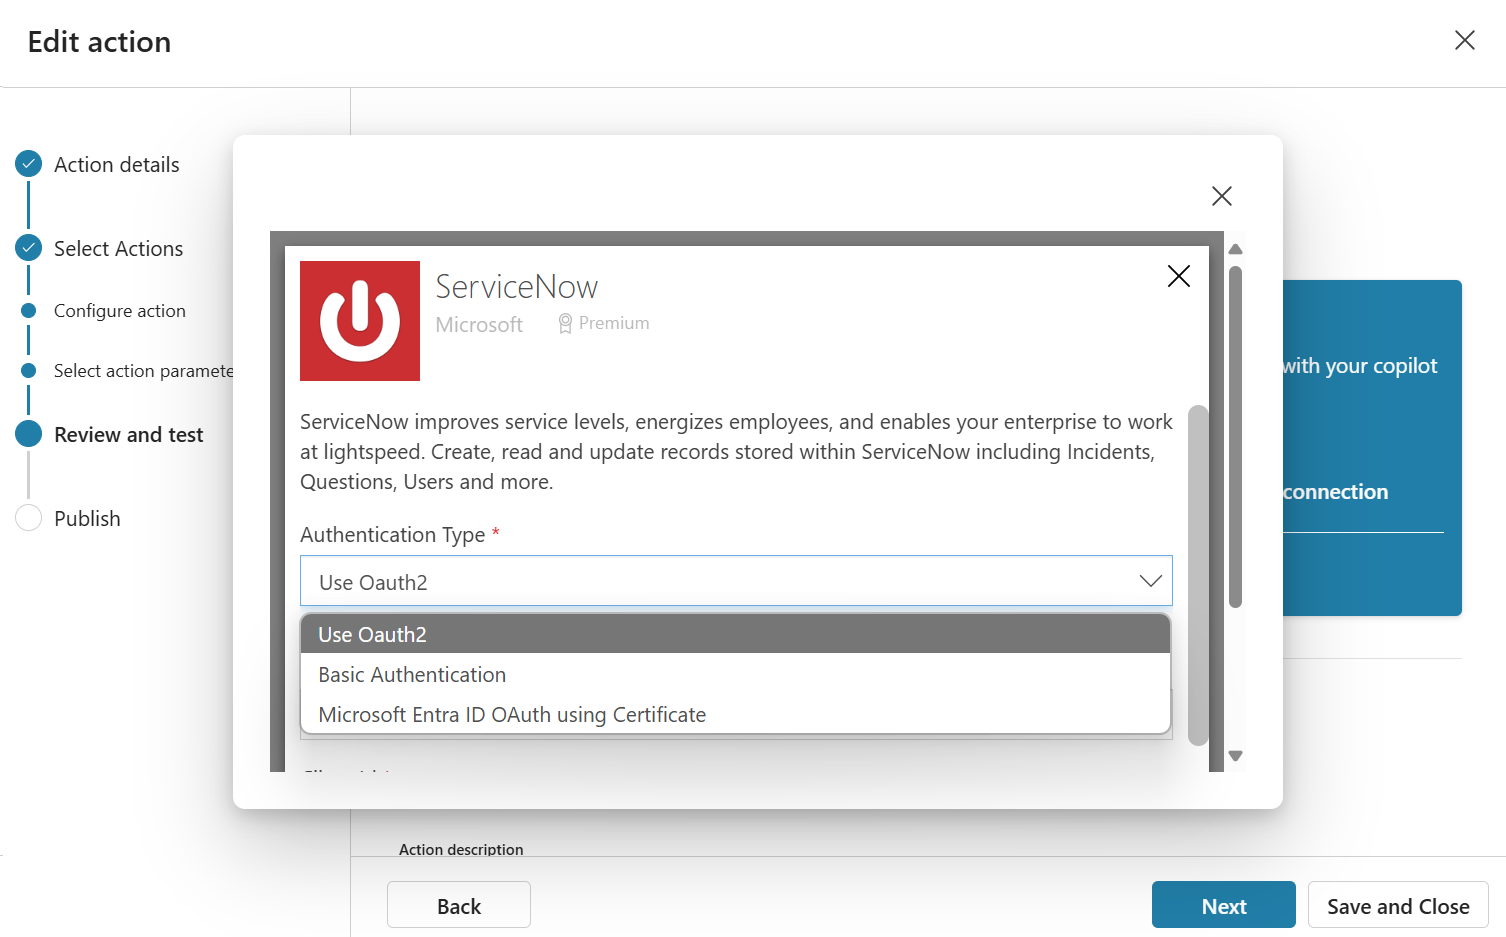 Edit action
Action details
Select Actions
Configure action
Select action paramete
Review and test
Publish
ServiceNow
Microsoft
Premium
ServiceNow improves service levels, energizes employees, and enables your enterprise to work
at lightspeed. Create, read and update records stored within ServiceNow including Incidents,
Questions, Users and more.
Authentication Type *
Use Oauth2
Use Oauth2
Basic Authentication
Microsoft Entra ID OAuth using Certificate
with your copilot
connection
Action description
Back
Next
Save and Close